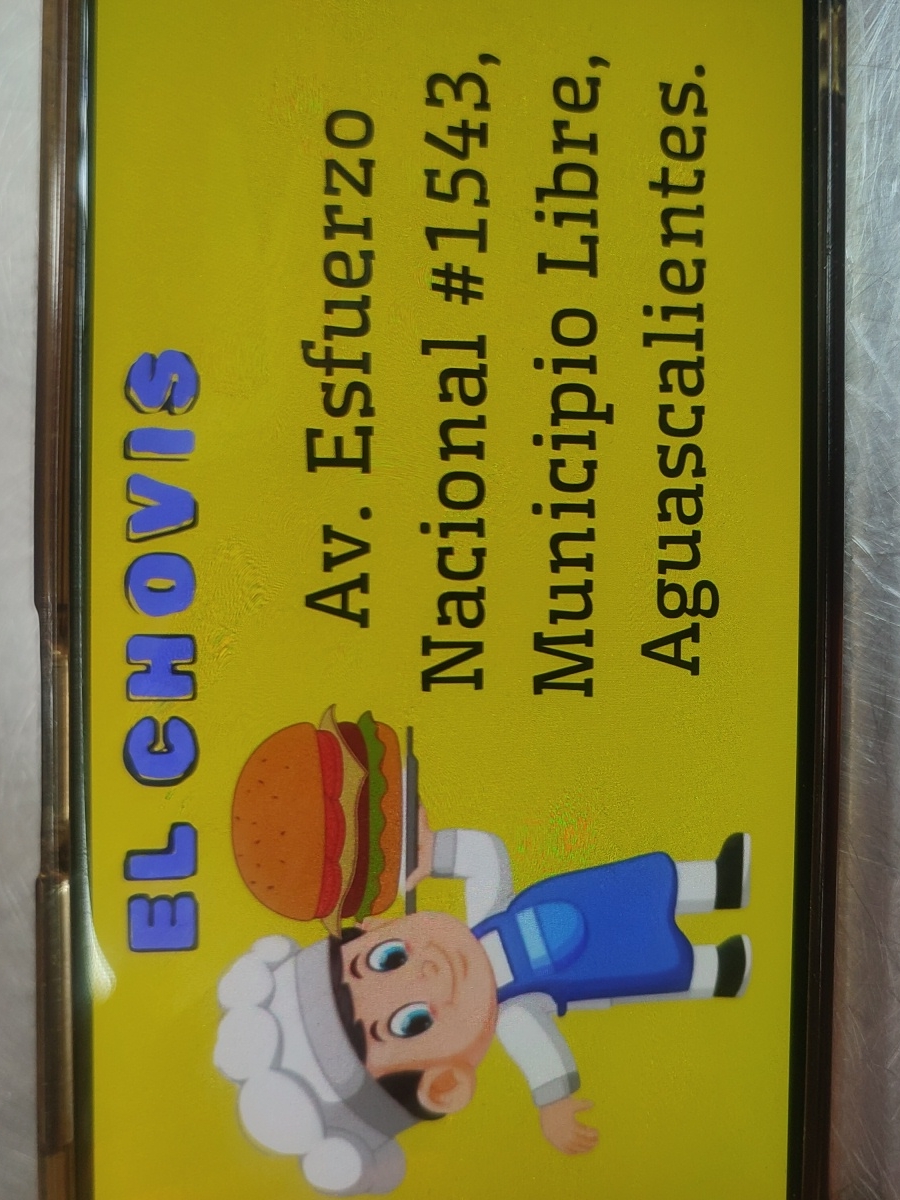 EL CHOVIS
Av. Esfuerzo
Nacional #1543,
Municipio Libre,
Aguascalientes.